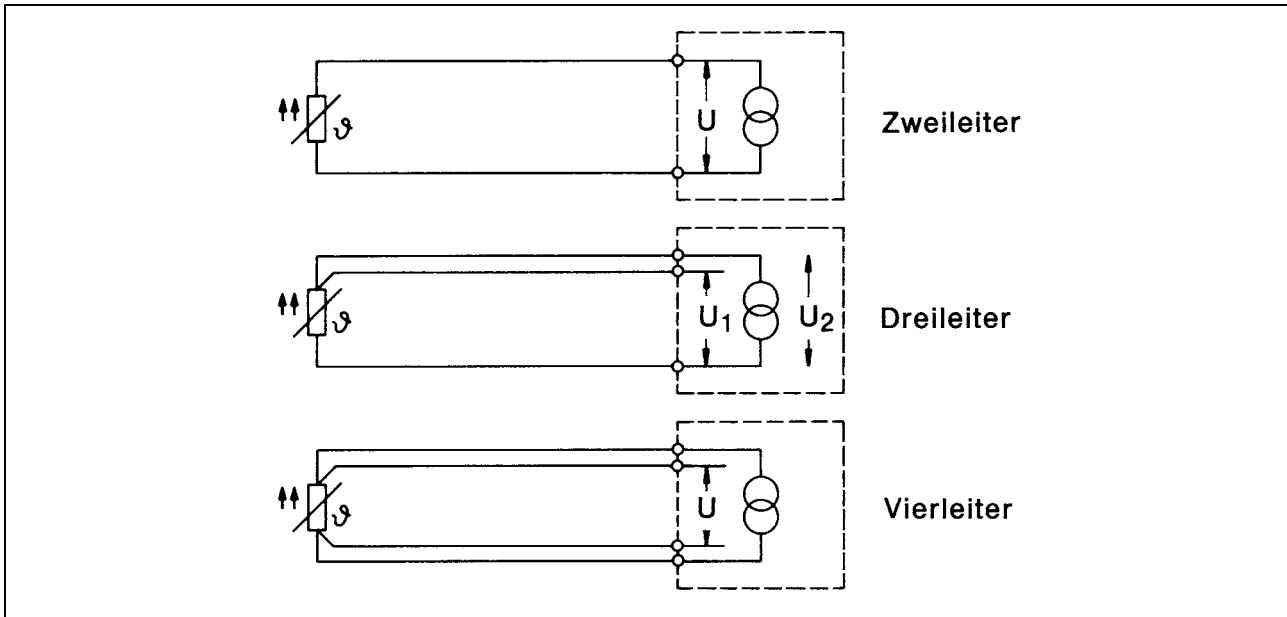 ϑ
U
Zweileiter
ϑ
U₁
U₂
Dreileiter
ϑ
U
Vierleiter